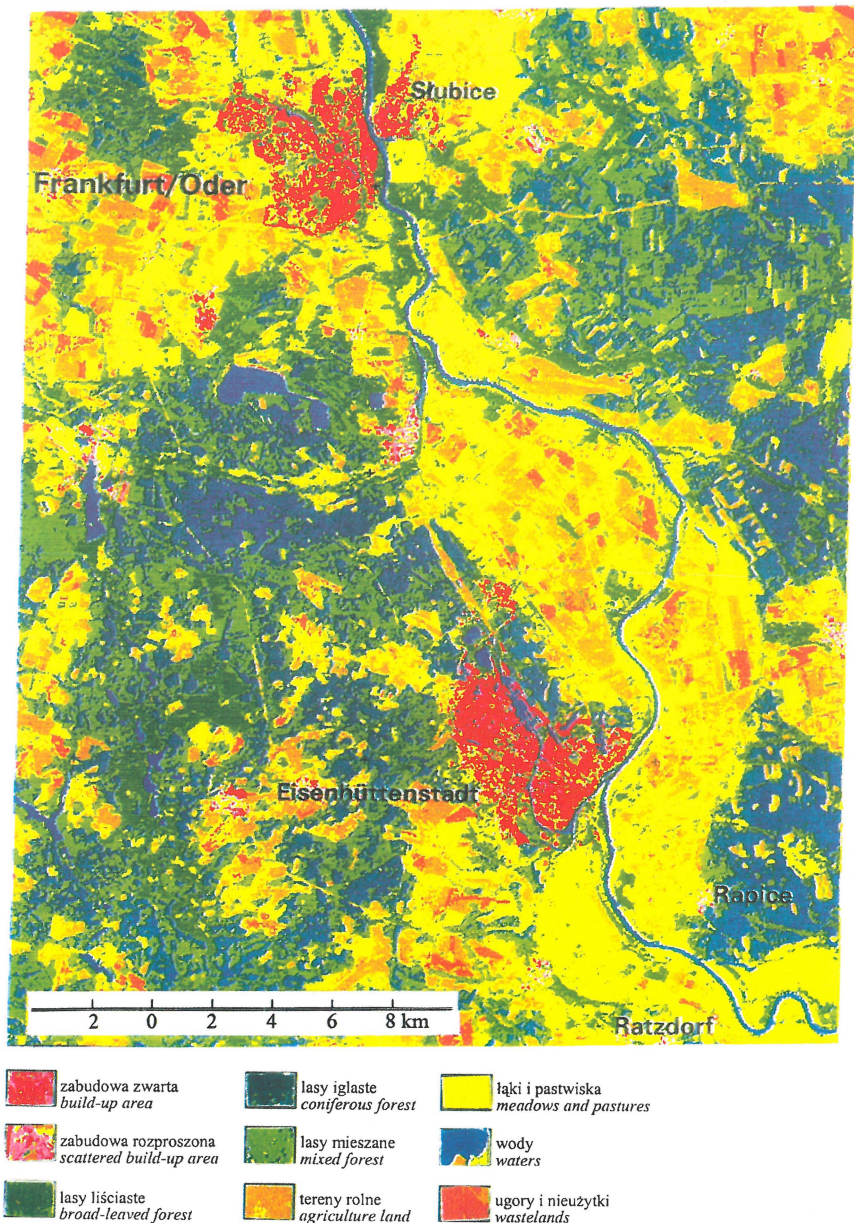 Słubice
Frankfurt/Oder
Eisenhüttenstadt
Rapice
Ratzdorf
2 0 2 4 6 8 km
zabudowa zwarta
build-up area
zabudowa rozproszona
scattered build-up area
lasy liściaste
broad-leaved forest
lasy iglaste
coniferous forest
lasy mieszane
mixed forest
tereny rolne
agriculture land
łąki i pastwiska
meadows and pastures
wody
waters
ugory i nieużytki
wastelands